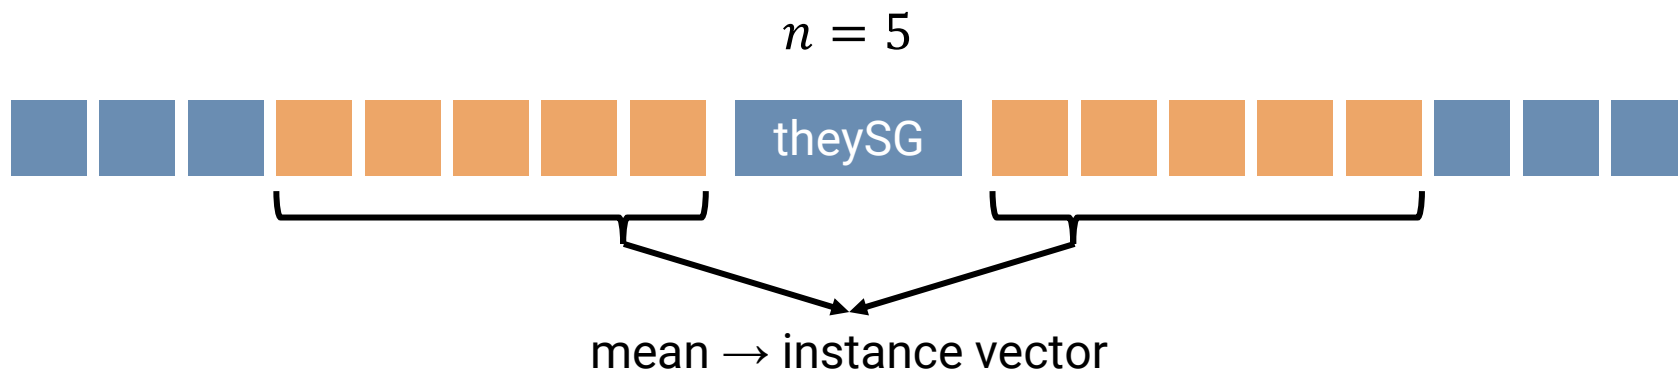 n = 5
theySG
mean → instance vector